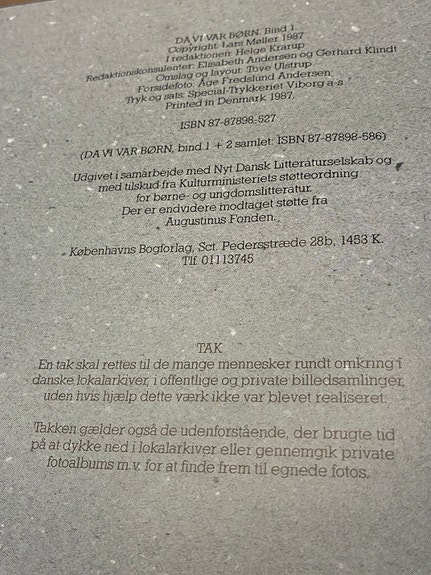 DA VI VAR BØRN. Bind 1.
Copyright: Lars Møller 1987
I redaktionen: Helge Krarup
Redaktionskonsulenter: Elisabeth Andersen og Gerhard Klindt
Omslag og layout: Tove Ulstrup
Forsidefoto: Åge Fredslund Andersen
Tryk og sats: Special-Trykkeriet Viborg a-s
Printed in Denmark 1987.
ISBN 87-87898-527
(DA VI VAR BØRN, bind 1 + 2 samlet: ISBN 87-87898-586)
Udgivet i samarbejde med Nyt Dansk Litteraturselskab og
med tilskud fra Kulturministeriets støtteordning
for børne- og ungdomslitteratur.
Der er endvidere modtaget støtte fra
Augustinus Fonden.
Københavns Bogforlag, Sct. Pedersstræde 28b, 1453 K.
Tlf. 01113745
TAK
En tak skal rettes til de mange mennesker rundt omkring i
danske lokalarkiver, i offentlige og private billedsamlinger,
uden hvis hjælp dette værk ikke var blevet realiseret.
Takken gælder også de udenforstående, der brugte tid
på at dykke ned i lokalarkiver eller gennemgik private
fotoalbums m.v. for at finde frem til egnede fotos.